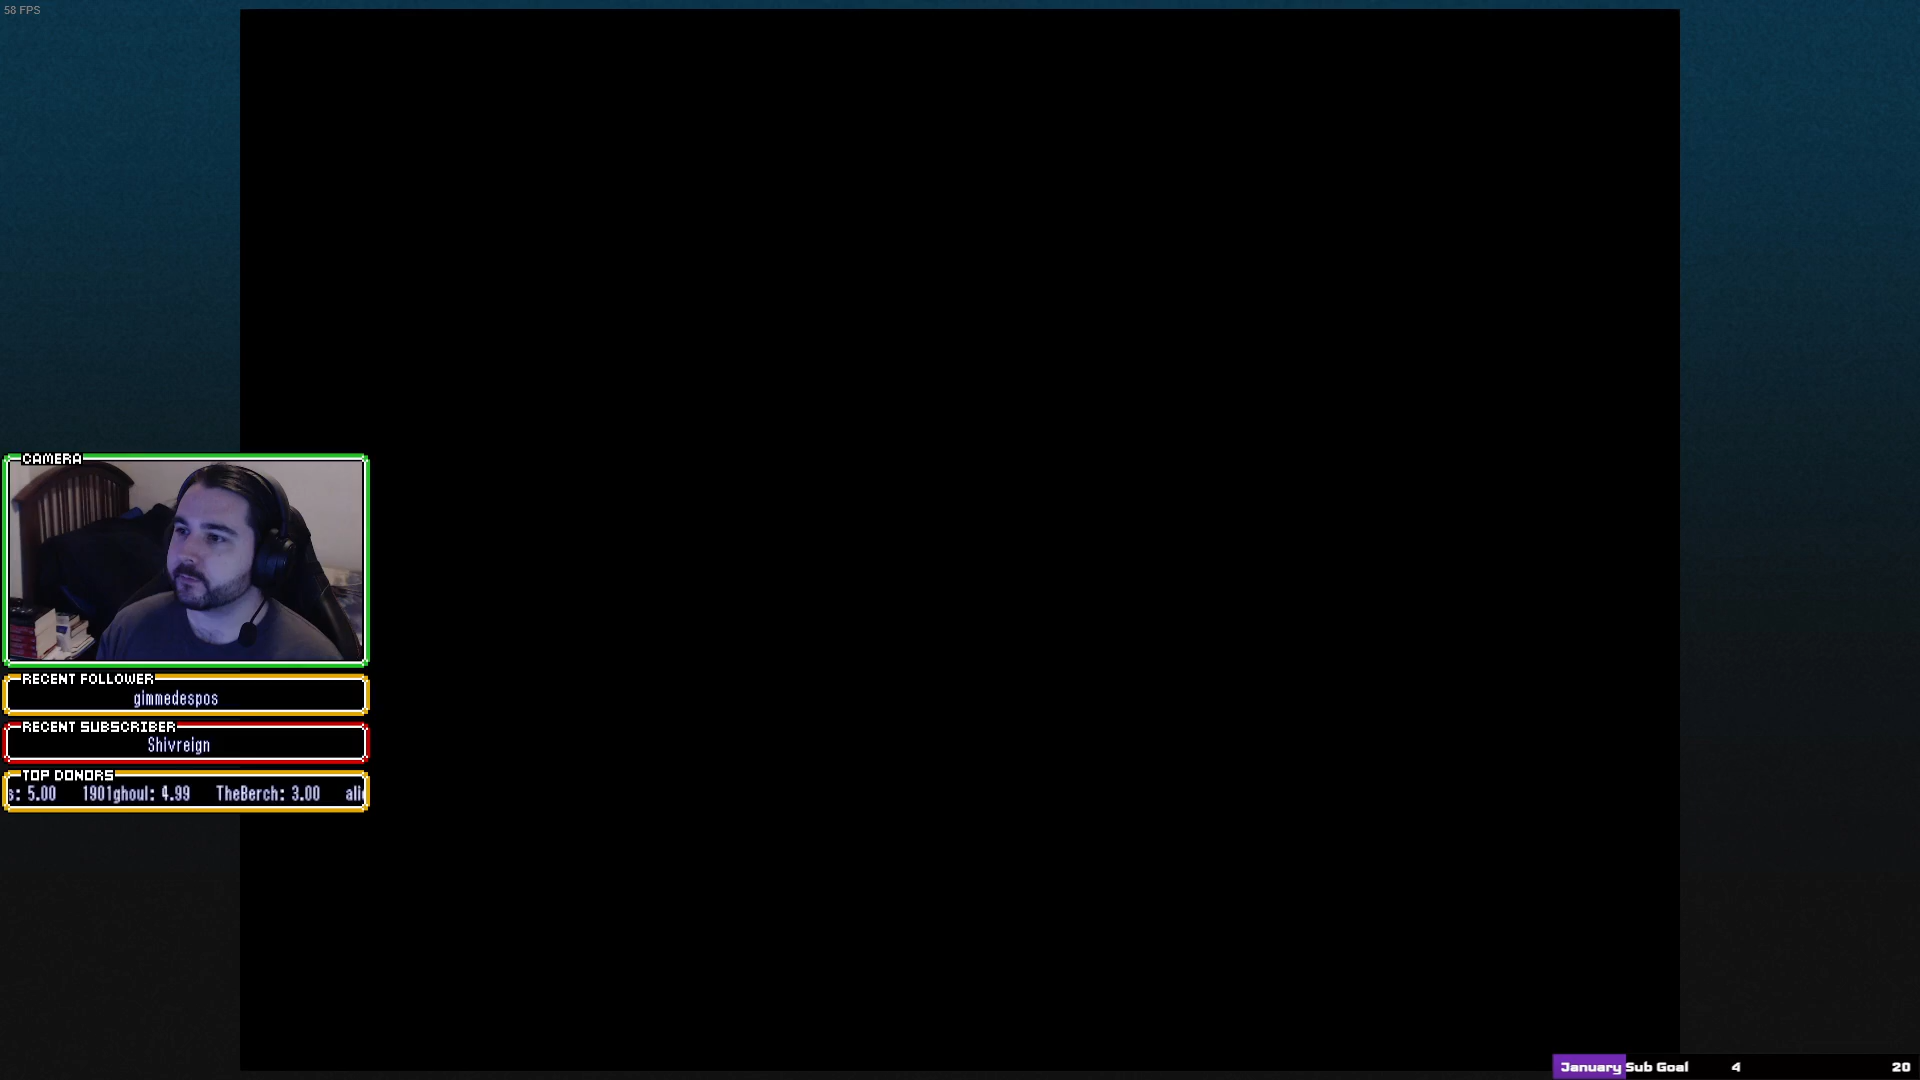 58 FPS
CAMERA
RECENT FOLLOWER
gimmedespos
RECENT SUBSCRIBER
Shivreign
TOP DONORS
s: 5.00 1901ghoul: 4.99 TheBerch: 3.00 ali
January Sub Goal 4 20